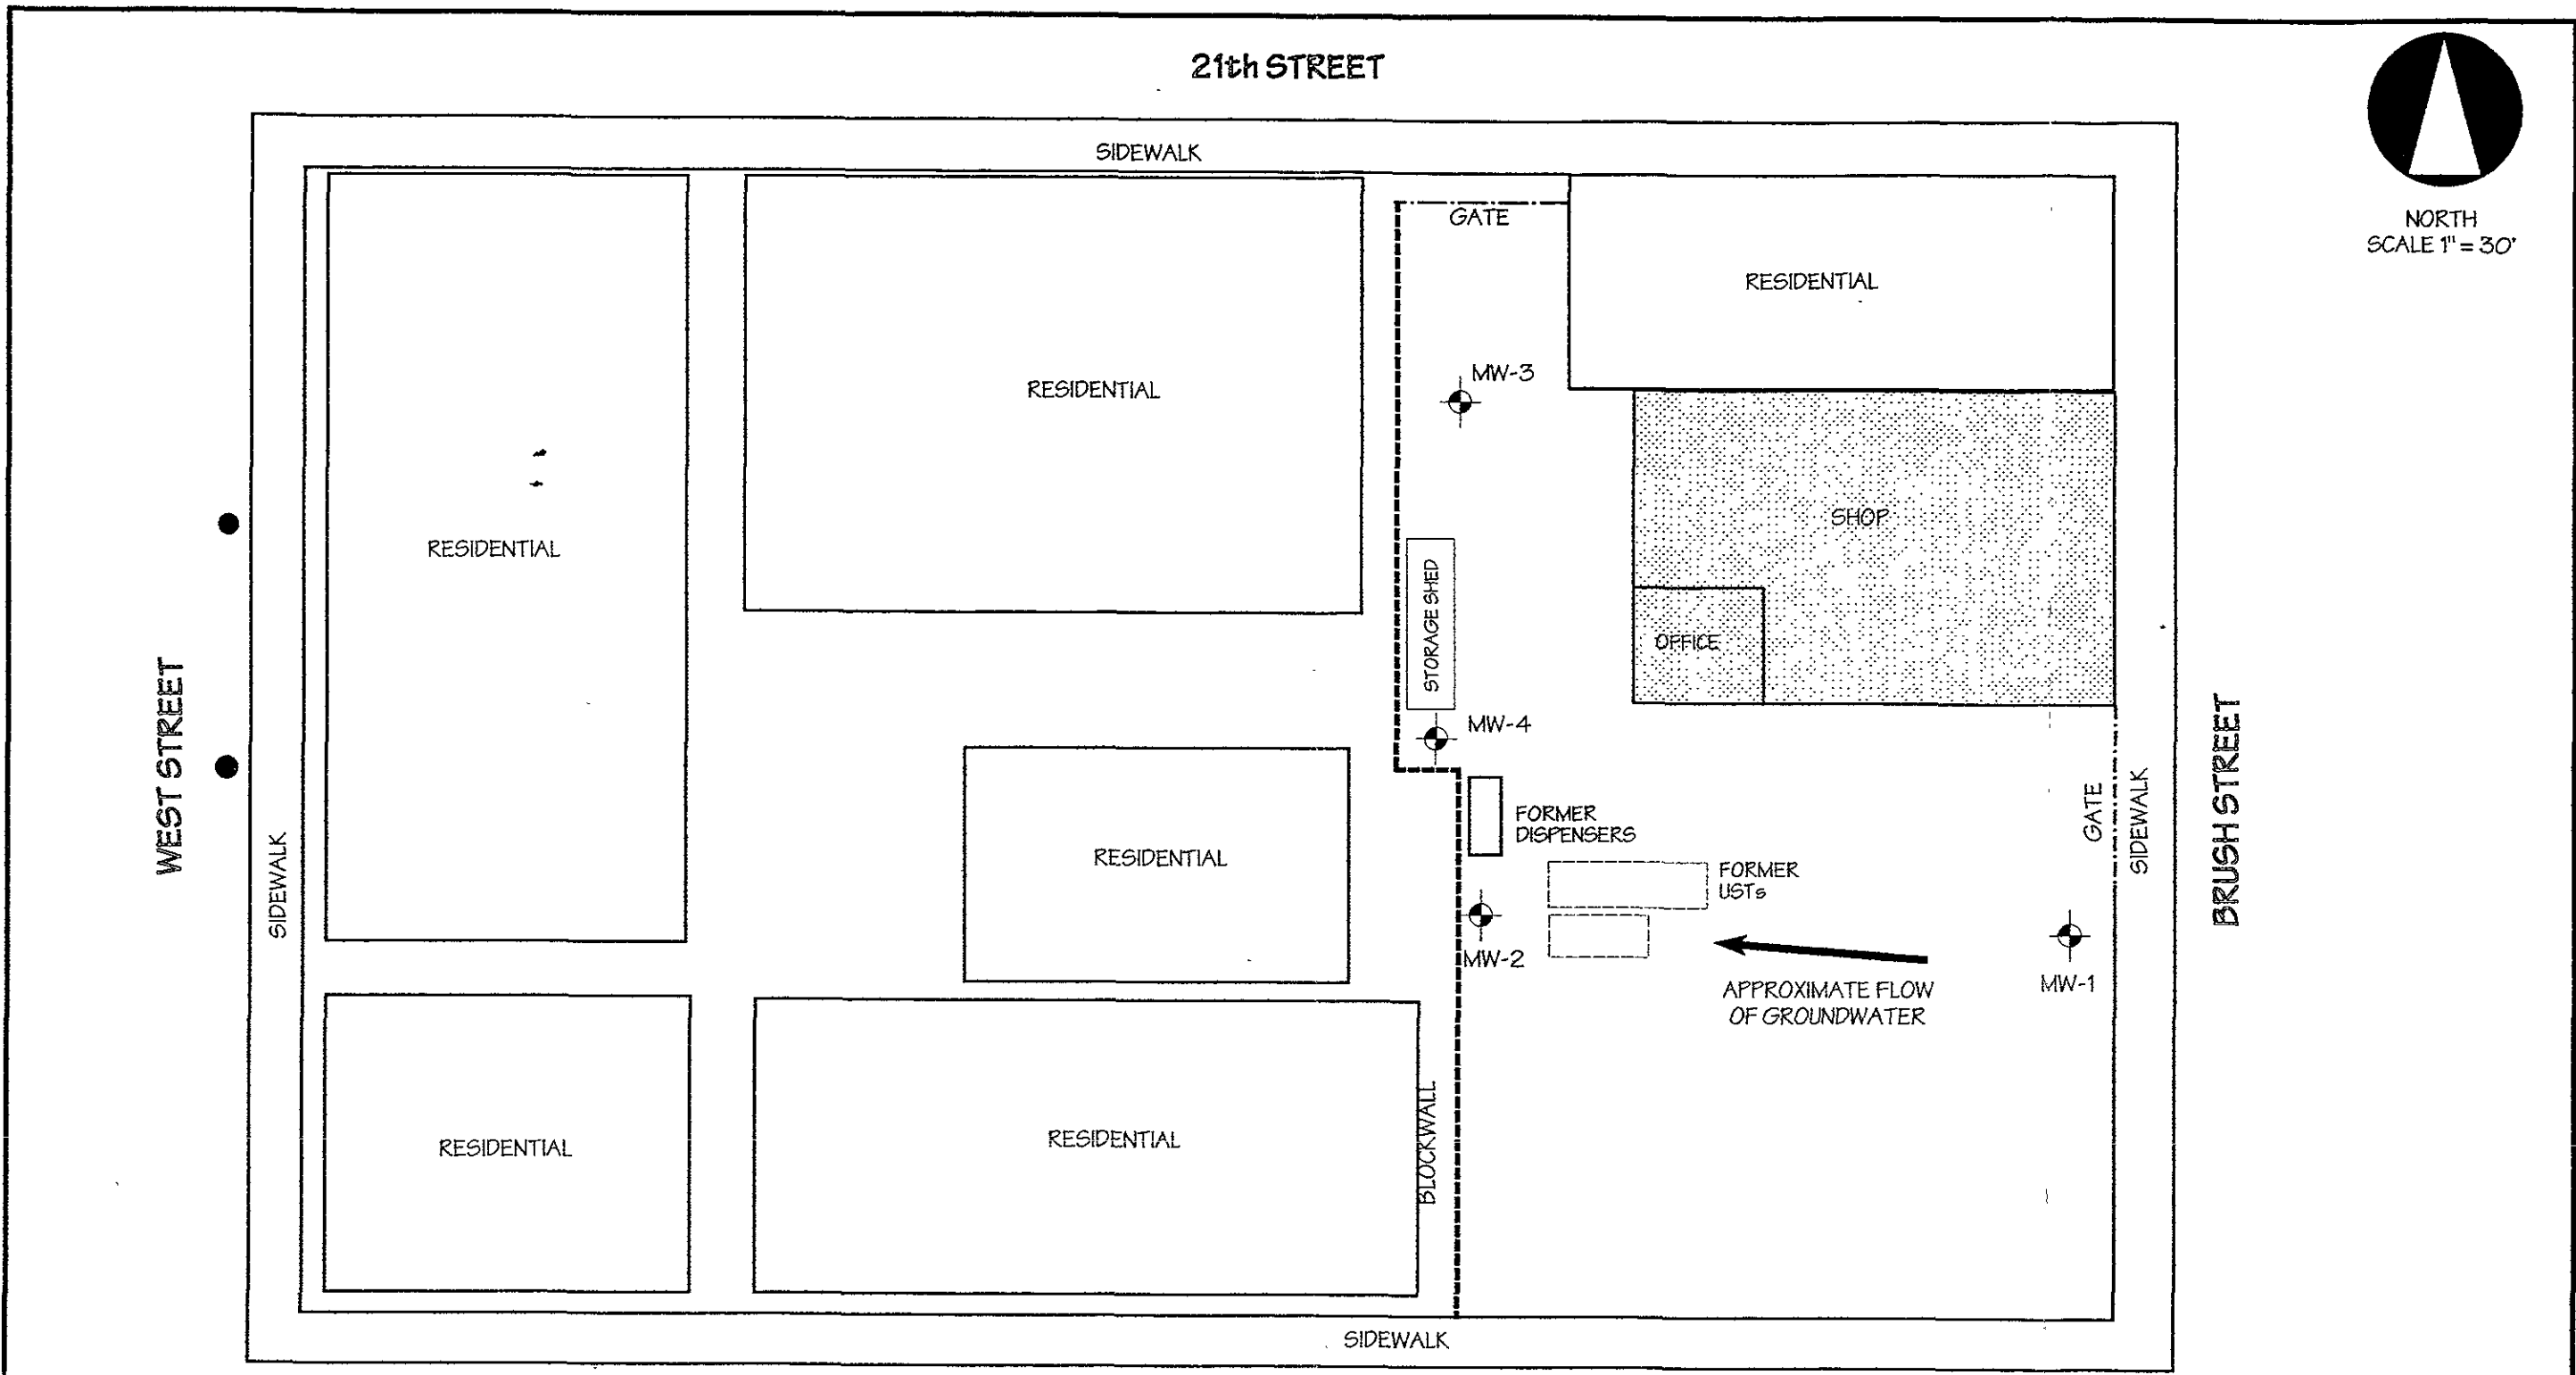 21th STREET
NORTH
SCALE 1" = 30'
SIDEWALK
GATE
RESIDENTIAL
MW-3
RESIDENTIAL
SHOP
RESIDENTIAL
STORAGE SHED
OFFICE
MW-4
WEST STREET
BRUSH STREET
GATE
SIDEWALK
FORMER
DISPENSERS
RESIDENTIAL
FORMER
USTs
SIDEWALK
MW-2
MW-1
APPROXIMATE FLOW
OF GROUNDWATER
BLOCKWALL
RESIDENTIAL
RESIDENTIAL
SIDEWALK